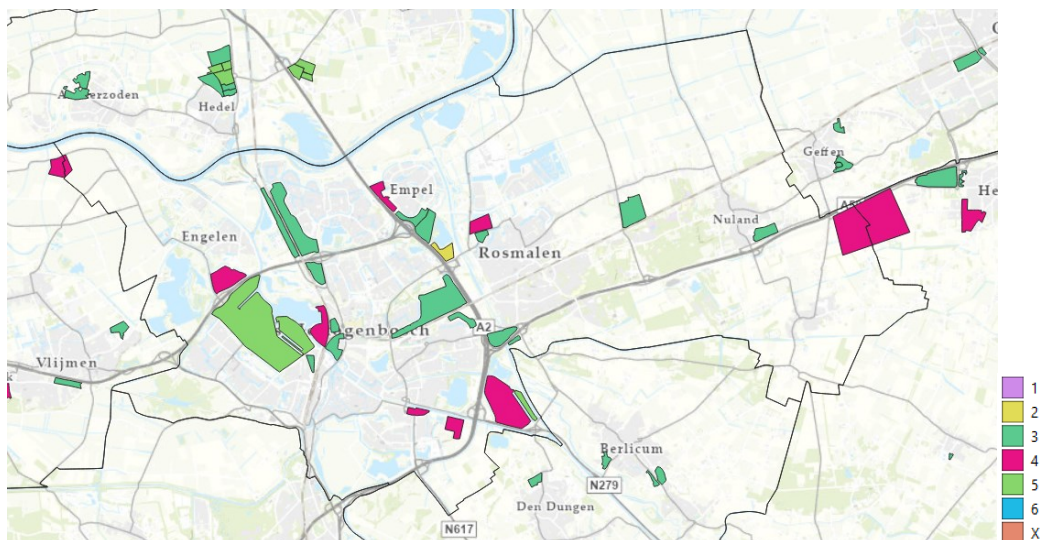 Hedel
Geffen
Empel
Nuland
Engelen
Rosmalen
A2
Vlijmen
1
2
3
4
5
6
X
Berlicum
N279
Den Dungen
N617